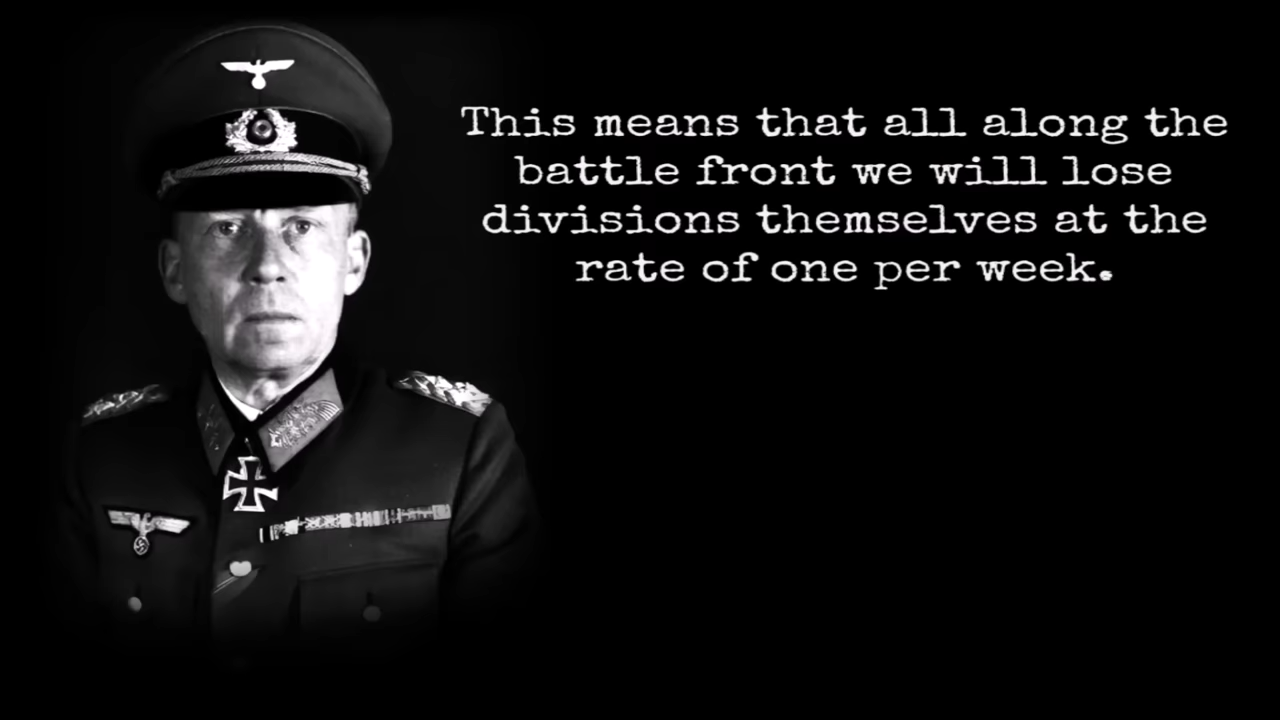 This means that all along the
battle front we will lose
divisions themselves at the
rate of one per week.